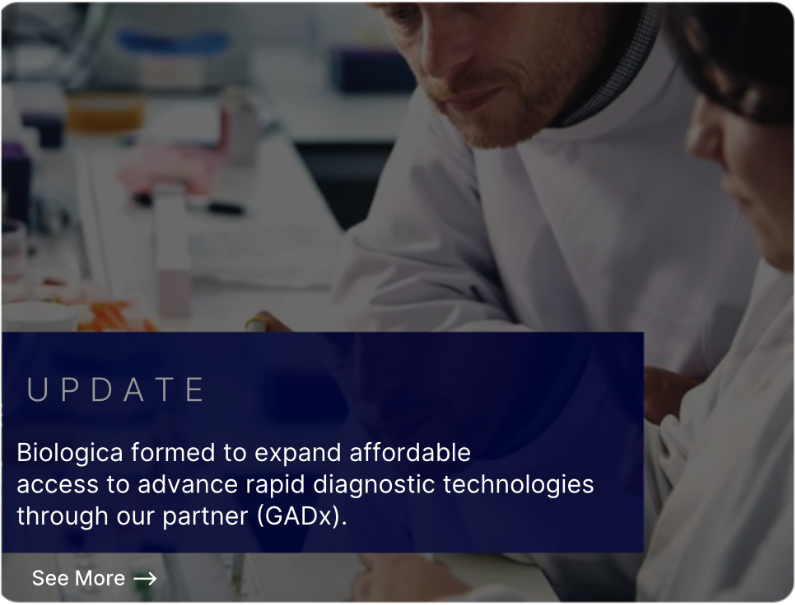 UPDATE
Biologica formed to expand affordable
access to advance rapid diagnostic technologies
through our partner (GADx).
See More →